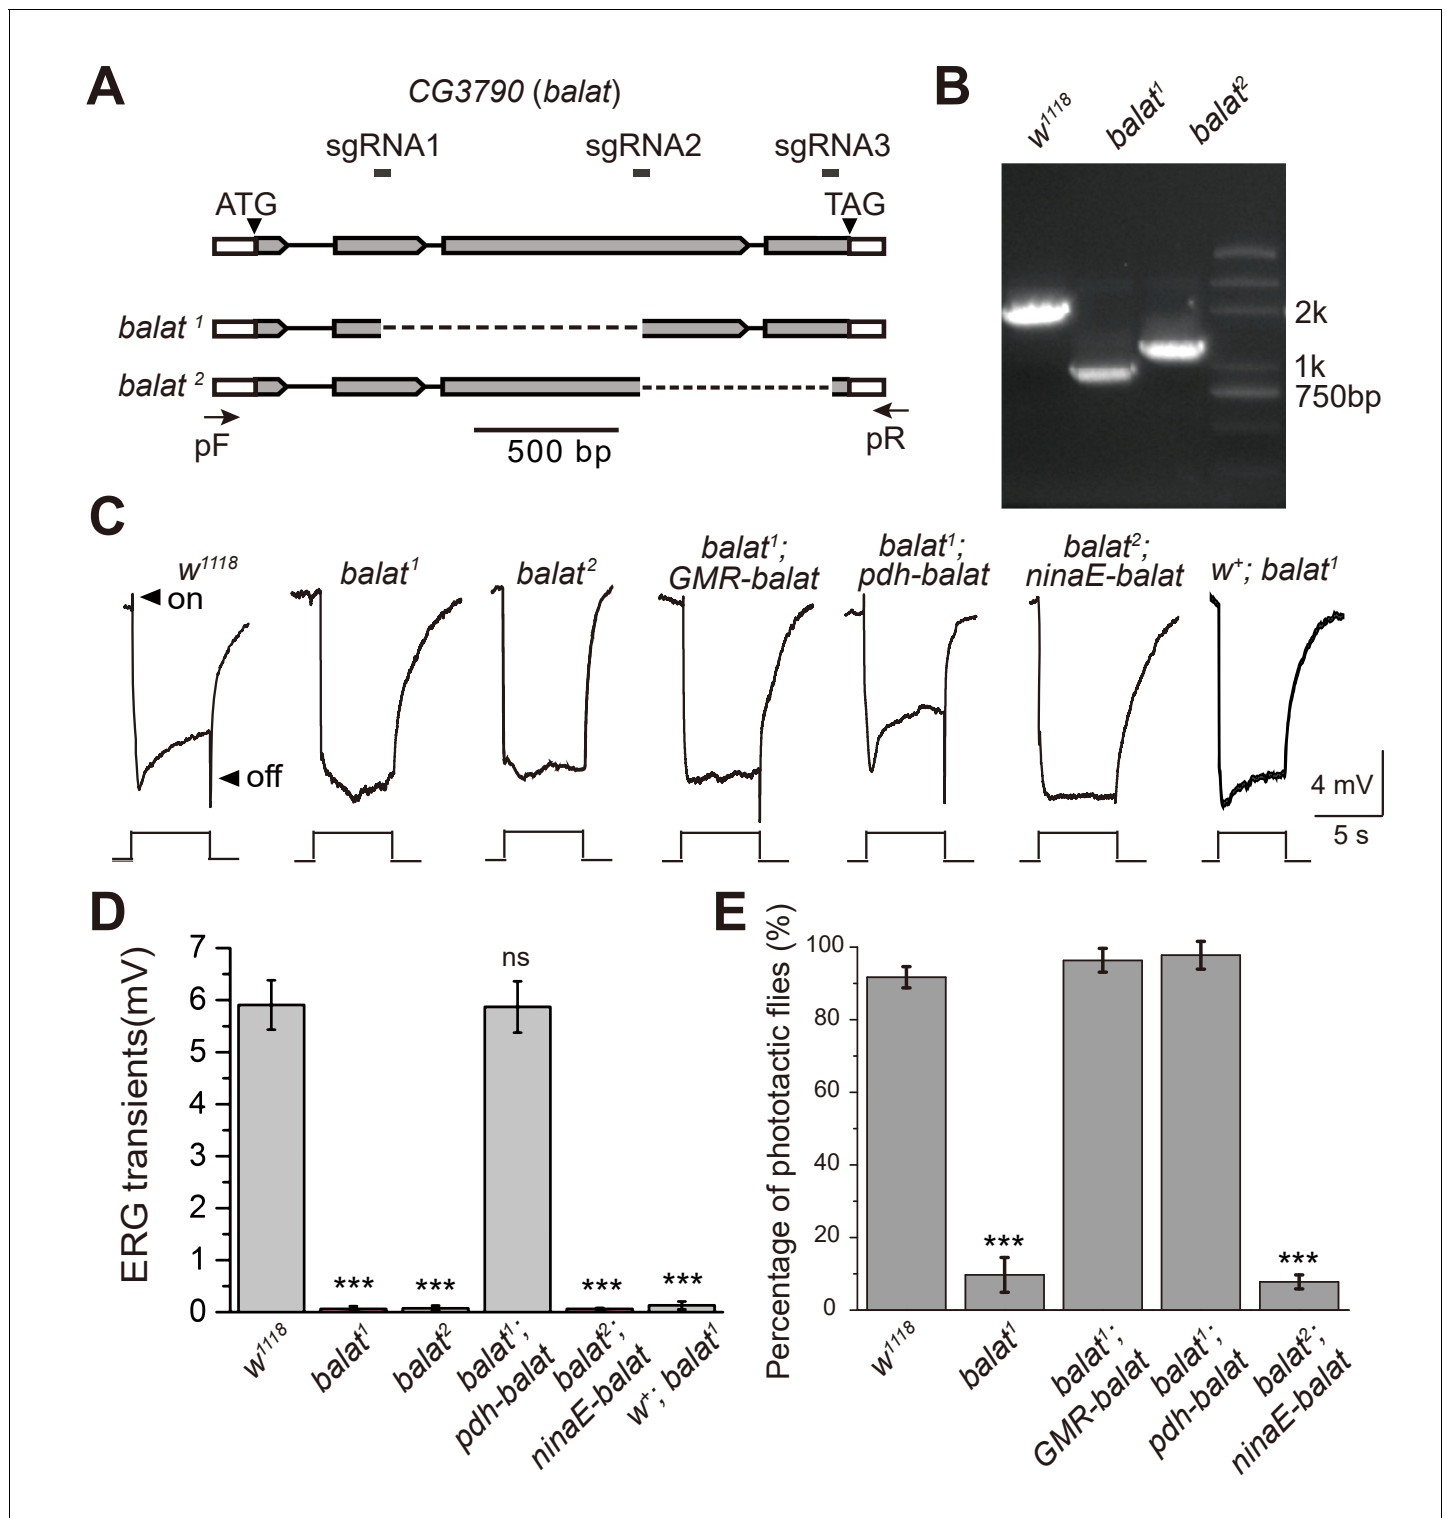 A
CG3790 (balat)
sgRNA1 sgRNA2 sgRNA3
ATG TAG
balat 1
balat 2
pF pR
500 bp
B
w1118 balat1 balat2
2k
1k
750bp
C
w1118
balat1
balat2
balat1;
GMR-balat
balat1;
pdh-balat
balat2;
ninaE-balat
w+; balat1
on
off
4 mV
5 s
D
ERG transients(mV)
7
6
5
4
3
2
1
0
ns
*** *** *** ***
w1118
balat1
balat2
balat1;
pdh-balat
balat2;
ninaE-balat
w+; balat1
E
Percentage of phototactic flies (%)
100
80
60
40
20
0
*** ***
w1118
balat1
balat1;
GMR-balat
balat1;
pdh-balat
balat2;
ninaE-balat